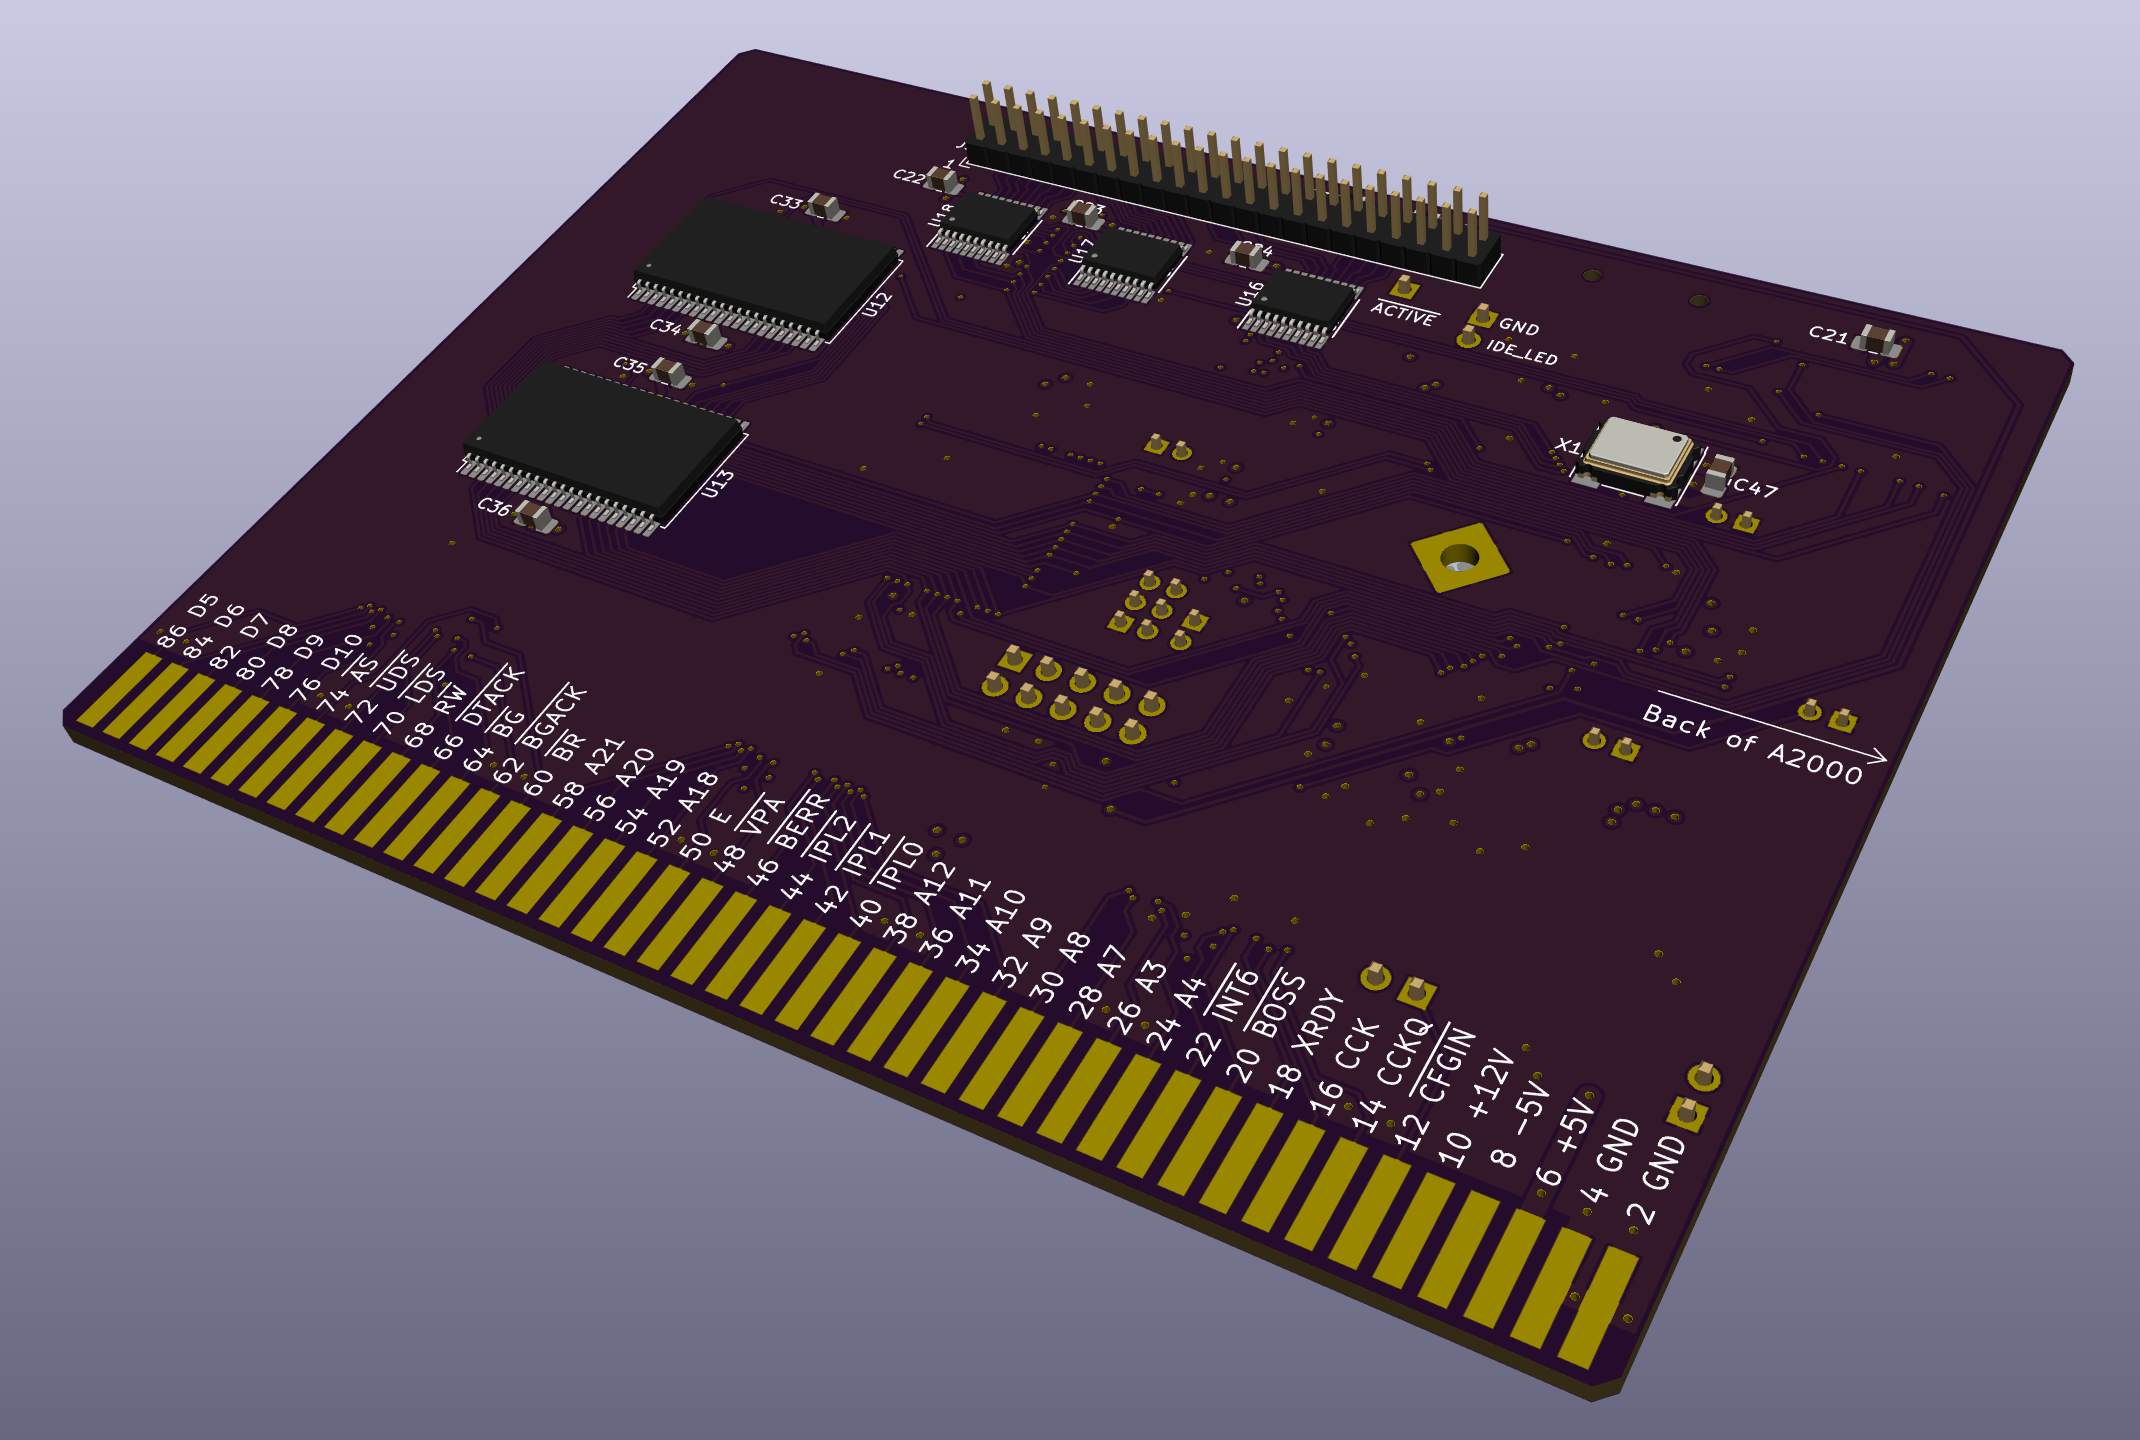 1
C22
C33
U18
C23
U17
U12
U16
ACTIVE
GND
IDE_LED
C21
C34
C35
U13
X1
C47
C36
Back of A2000
86 D5
84 D6
82 D7
80 D8
78 D9
76 D10
74 AS
72 UDS
70 LDS
68 RW
66 DTACK
64 BG
62 BGACK
60 BR
58 A21
56 A20
54 A19
52 A18
50 E
48 VPA
46 BERR
44 IPL2
42 IPL1
40 IPL0
38 A12
36 A11
34 A10
32 A9
30 A8
28 A7
26 A3
24 A4
22 INT6
20 BOSS
18 XRDY
16 CCK
14 CCKQ
12 CFGIN
10 +12V
8 -5V
6 +5V
4 GND
2 GND